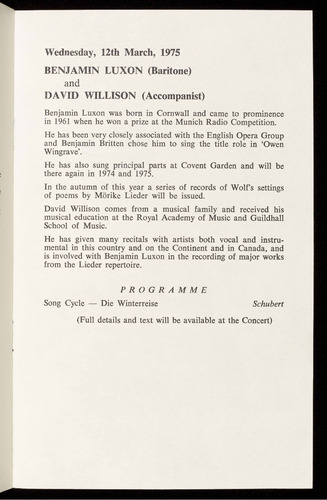 Wednesday, 12th March, 1975
BENJAMIN LUXON (Baritone)
and
DAVID WILLISON (Accompanist)
Benjamin Luxon was born in Cornwall and came to prominence
in 1961 when he won a prize at the Munich Radio Competition.
He has been very closely associated with the English Opera Group
and Benjamin Britten chose him to sing the title role in 'Owen
Wingrave'.
He has also sung principal parts at Covent Garden and will be
there again in 1974 and 1975.
In the autumn of this year a series of records of Wolf's settings
of poems by Mörike Lieder will be issued.
David Willison comes from a musical family and received his
musical education at the Royal Academy of Music and Guildhall
School of Music.
He has given many recitals with artists both vocal and instru-
mental in this country and on the Continent and in Canada, and
is involved with Benjamin Luxon in the recording of major works
from the Lieder repertoire.
PROGRAMME
Song Cycle — Die Winterreise Schubert
(Full details and text will be available at the Concert)